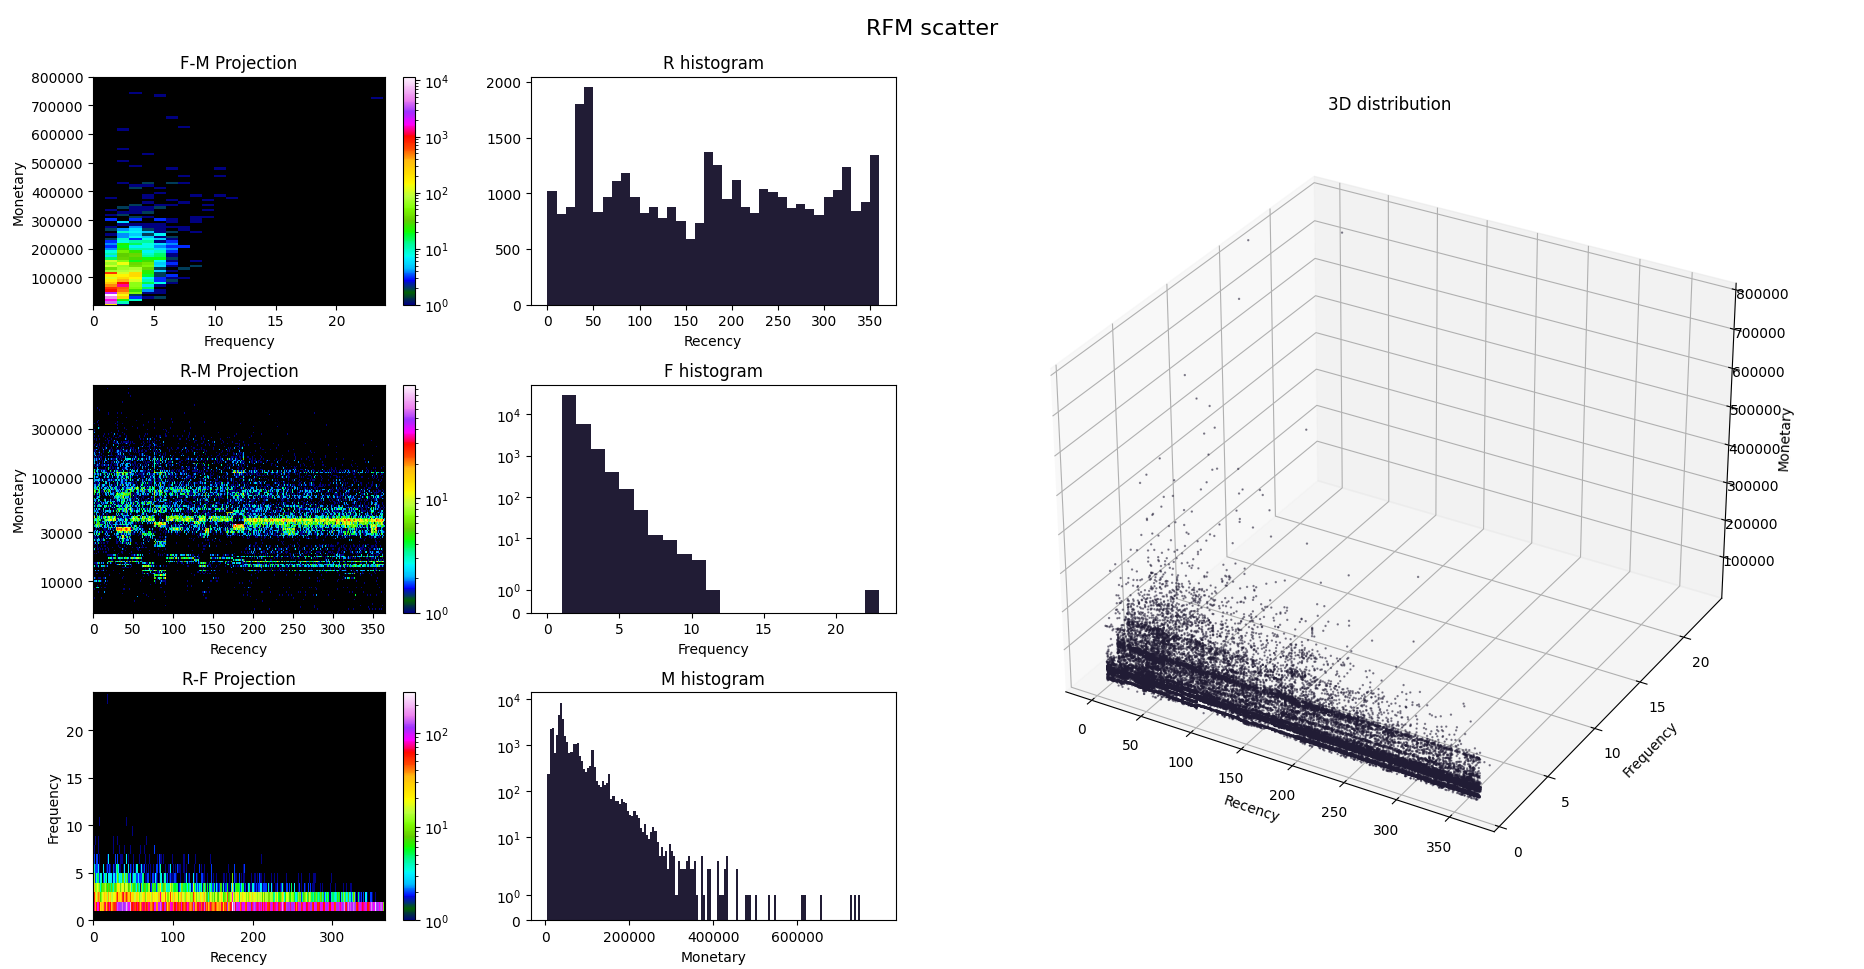 RFM scatter
F-M Projection
800000
700000
600000
500000
400000
300000
200000
100000
Monetary
0 5 10 15 20
Frequency
10^4
10^3
10^2
10^1
10^0
R histogram
2000
1500
1000
500
0
0 50 100 150 200 250 300 350
Recency
R-M Projection
300000
100000
30000
10000
Monetary
0 50 100 150 200 250 300 350
Recency
10^1
10^0
F histogram
10^4
10^3
10^2
10^1
10^0
0
0 5 10 15 20
Frequency
R-F Projection
20
15
10
5
0
Frequency
0 100 200 300
Recency
10^2
10^1
10^0
M histogram
10^4
10^3
10^2
10^1
10^0
0
0 200000 400000 600000
Monetary
3D distribution
800000
700000
600000
500000
400000
300000
200000
100000
Monetary
20
15
10
5
0
Frequency
0 50 100 150 200 250 300 350
Recency